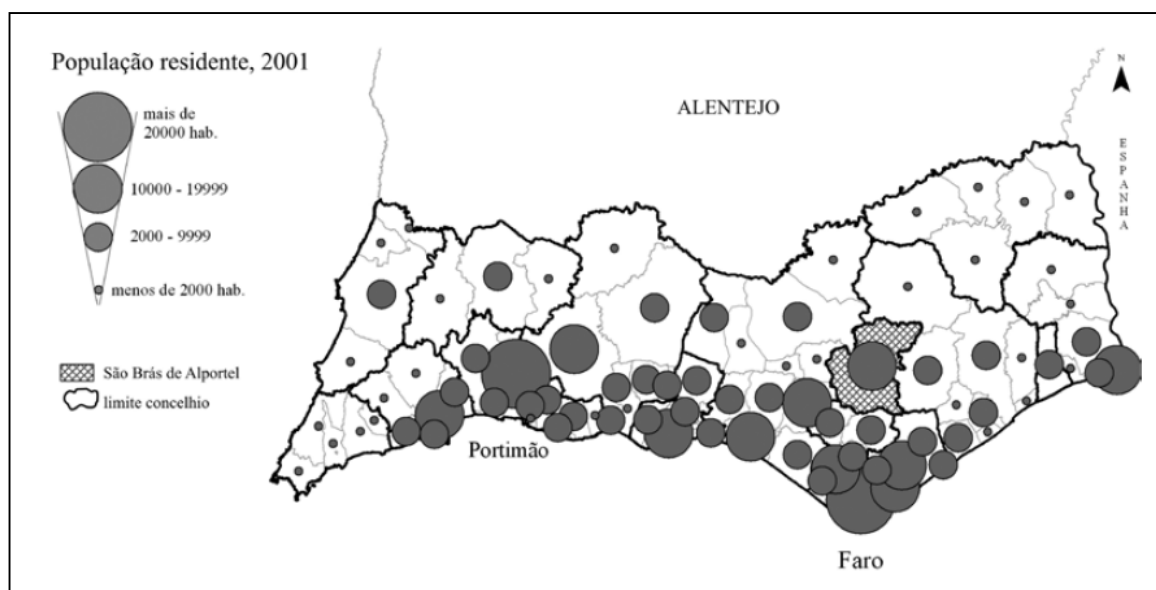 População residente, 2001
mais de
20000 hab.
10000 - 19999
2000 - 9999
menos de 2000 hab.
São Brás de Alportel
limite concelhio
ALENTEJO
N
ESPANHA
Portimão
Faro